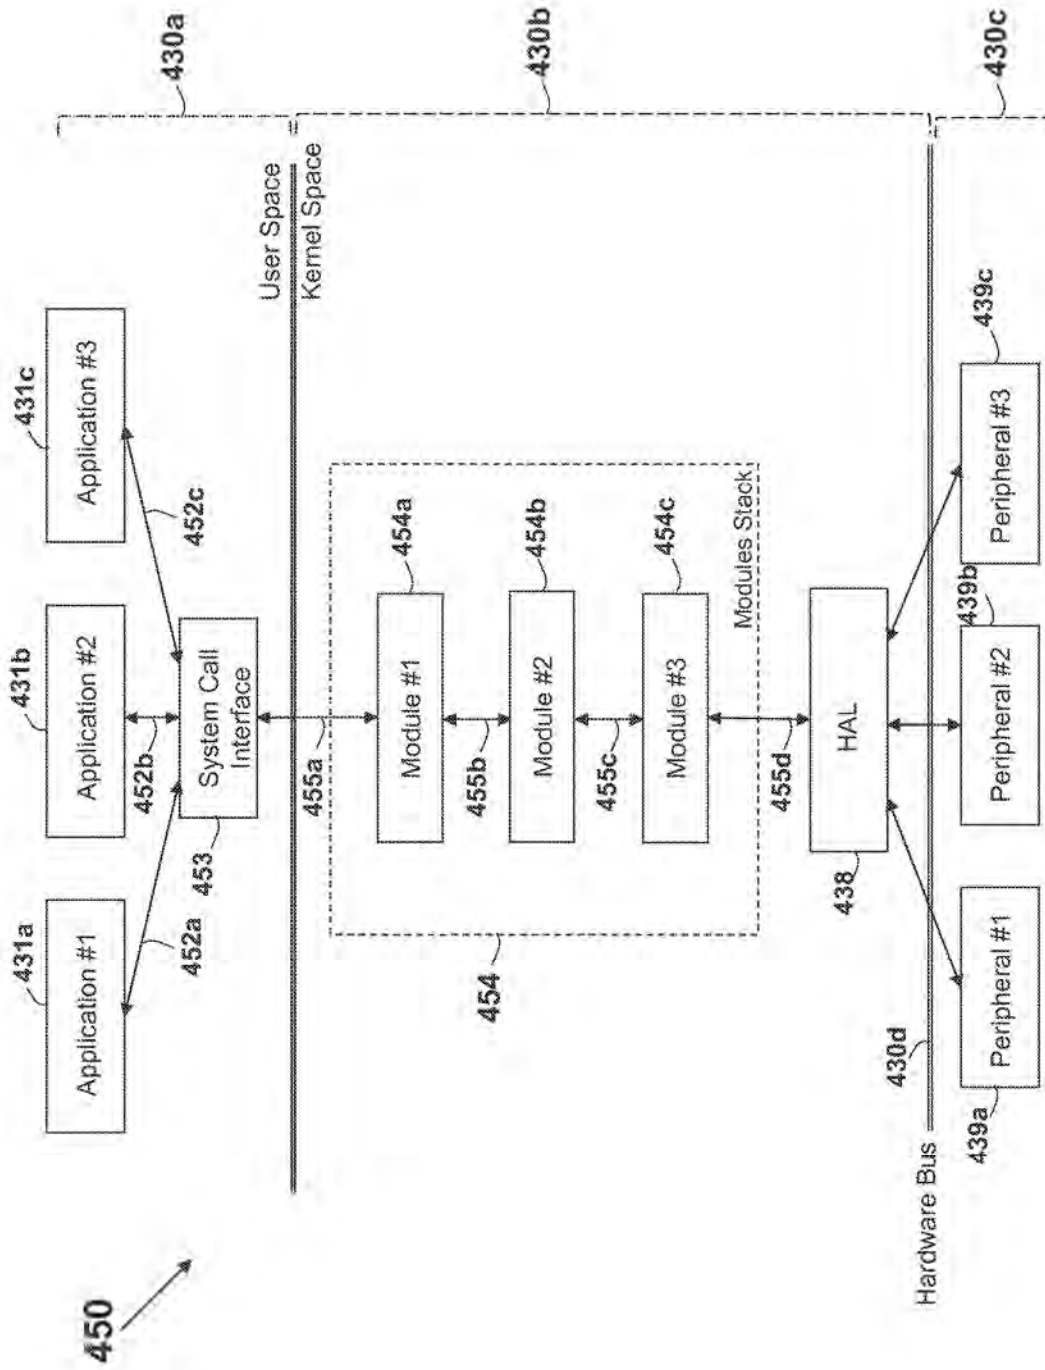 450
431a
431b
431c
430a
Application #1
Application #2
Application #3
452a
452b
452c
453
System Call
Interface
User Space
Kernel Space
455a
430b
454
Module #1
454a
455b
Module #2
454b
455c
Module #3
454c
Modules Stack
455d
438
HAL
Hardware Bus
430d
430c
439a
Peripheral #1
439b
Peripheral #2
439c
Peripheral #3